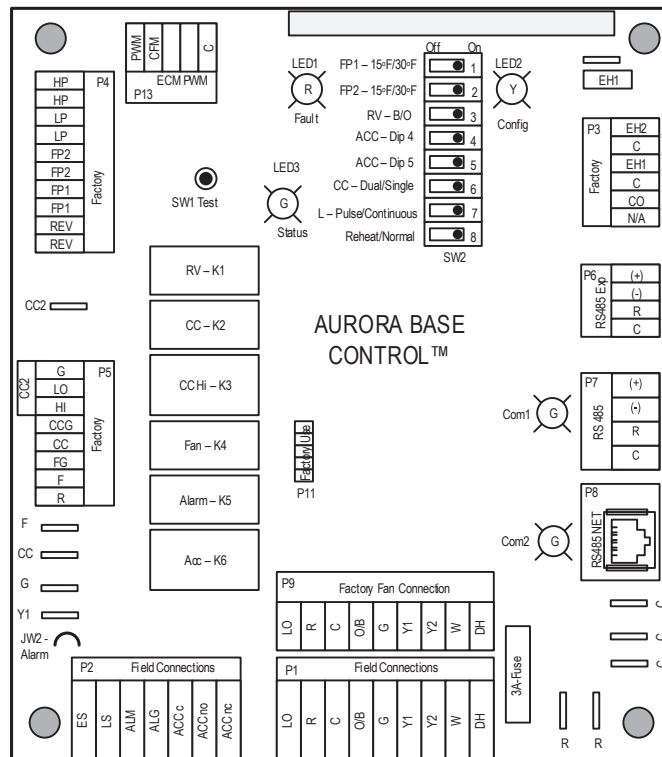 PWM
CFM
C
ECM PWM
P13
P4
HP
HP
LP
LP
FP2
FP2
FP1
FP1
REV
REV
Factory
SW1 Test
LED1
R
Fault
LED3
G
Status
Off On
FP1 – 15oF/30oF 1
FP2 – 15oF/30oF 2
RV – B/O 3
ACC – Dip 4 4
ACC – Dip 5 5
CC – Dual/Single 6
L – Pulse/Continuous 7
Reheat/Normal 8
SW2
LED2
Y
Config
EH1
P3
Factory
EH2
C
EH1
C
CO
N/A
P6
RS485 Exp
(+)
(-)
R
C
P7
RS 485
(+)
(-)
R
C
P8
RS485 NET
RV – K1
CC – K2
CC Hi – K3
Fan – K4
Alarm – K5
Acc – K6
AURORA BASE
CONTROL™
CC2
CC2
P5
G
LO
HI
CCG
CC
FG
F
R
Factory
Factory Use
P11
Com1
G
Com2
G
F
CC
G
Y1
JW2 -
Alarm
P9 Factory Fan Connection
LO R C O/B G Y1 Y2 W DH
P2 Field Connections
ES LS ALM ALG ACC c ACC no ACC nc
P1 Field Connections
LO R C O/B G Y1 Y2 W DH
3A-Fuse
C
C
C
R R